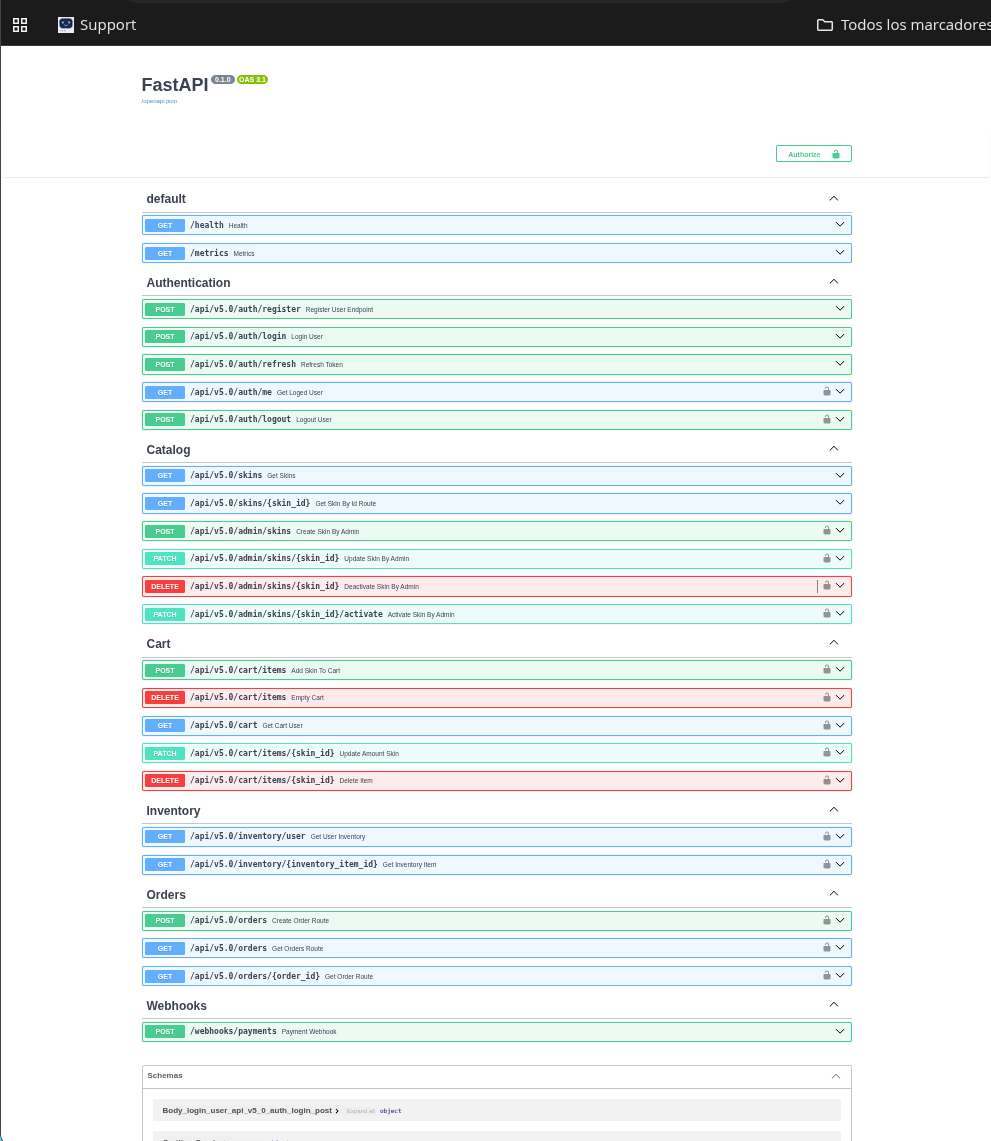 Support
Todos los marcadores
FastAPI 0.1.0 OAS 3.1
/openapi.json
Authorize
default
GET /health Health
GET /metrics Metrics
Authentication
POST /api/v5.0/auth/register Register User Endpoint
POST /api/v5.0/auth/login Login User
POST /api/v5.0/auth/refresh Refresh Token
GET /api/v5.0/auth/me Get Loged User
POST /api/v5.0/auth/logout Logout User
Catalog
GET /api/v5.0/skins Get Skins
GET /api/v5.0/skins/{skin_id} Get Skin By Id Route
POST /api/v5.0/admin/skins Create Skin By Admin
PATCH /api/v5.0/admin/skins/{skin_id} Update Skin By Admin
DELETE /api/v5.0/admin/skins/{skin_id} Deactivate Skin By Admin
PATCH /api/v5.0/admin/skins/{skin_id}/activate Activate Skin By Admin
Cart
POST /api/v5.0/cart/items Add Skin To Cart
DELETE /api/v5.0/cart/items Empty Cart
GET /api/v5.0/cart Get Cart User
PATCH /api/v5.0/cart/items/{skin_id} Update Amount Skin
DELETE /api/v5.0/cart/items/{skin_id} Delete Item
Inventory
GET /api/v5.0/inventory/user Get User Inventory
GET /api/v5.0/inventory/{inventory_item_id} Get Inventory Item
Orders
POST /api/v5.0/orders Create Order Route
GET /api/v5.0/orders Get Orders Route
GET /api/v5.0/orders/{order_id} Get Order Route
Webhooks
POST /webhooks/payments Payment Webhook
Schemas
Body_login_user_api_v5_0_auth_login_post Expand all object